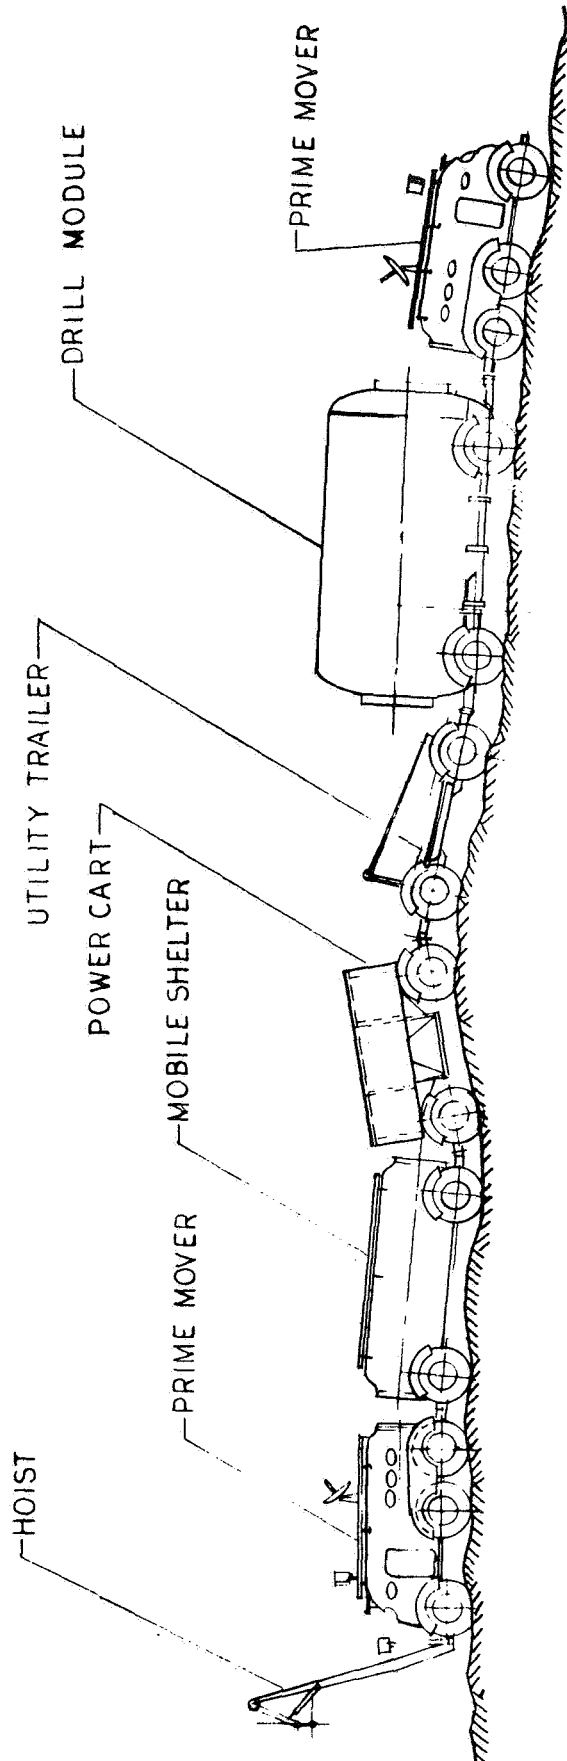 HOIST
PRIME MOVER
MOBILE SHELTER
POWER CART
UTILITY TRAILER
DRILL MODULE
PRIME MOVER